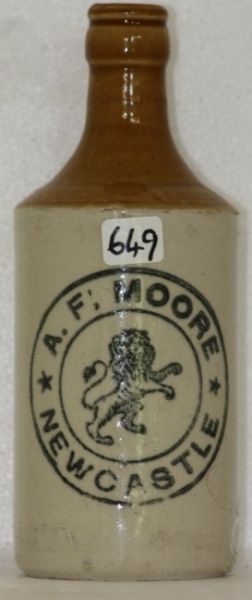 649
A. F. MOORE
★ NEWCASTLE ★